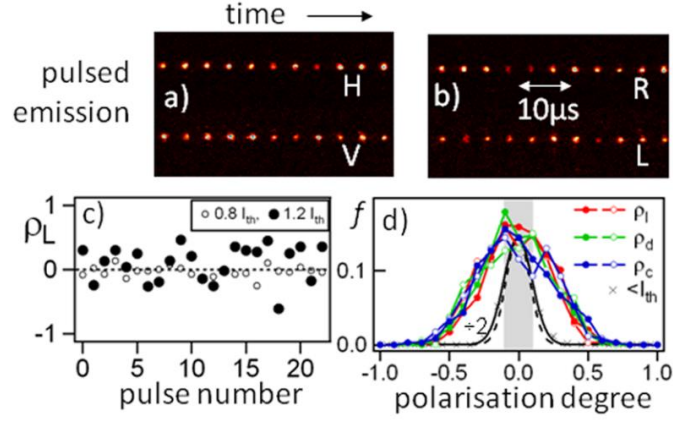 time
pulsed
emission
a)
H
V
b)
R
L
10μs
c)
ρL
1
0
-1
0.8 Ith.
1.2 Ith
0
10
20
pulse number
d)
f
0.1
0.0
÷2
ρl
ρd
ρc
<Ith
-1.0
-0.5
0.0
0.5
1.0
polarisation degree